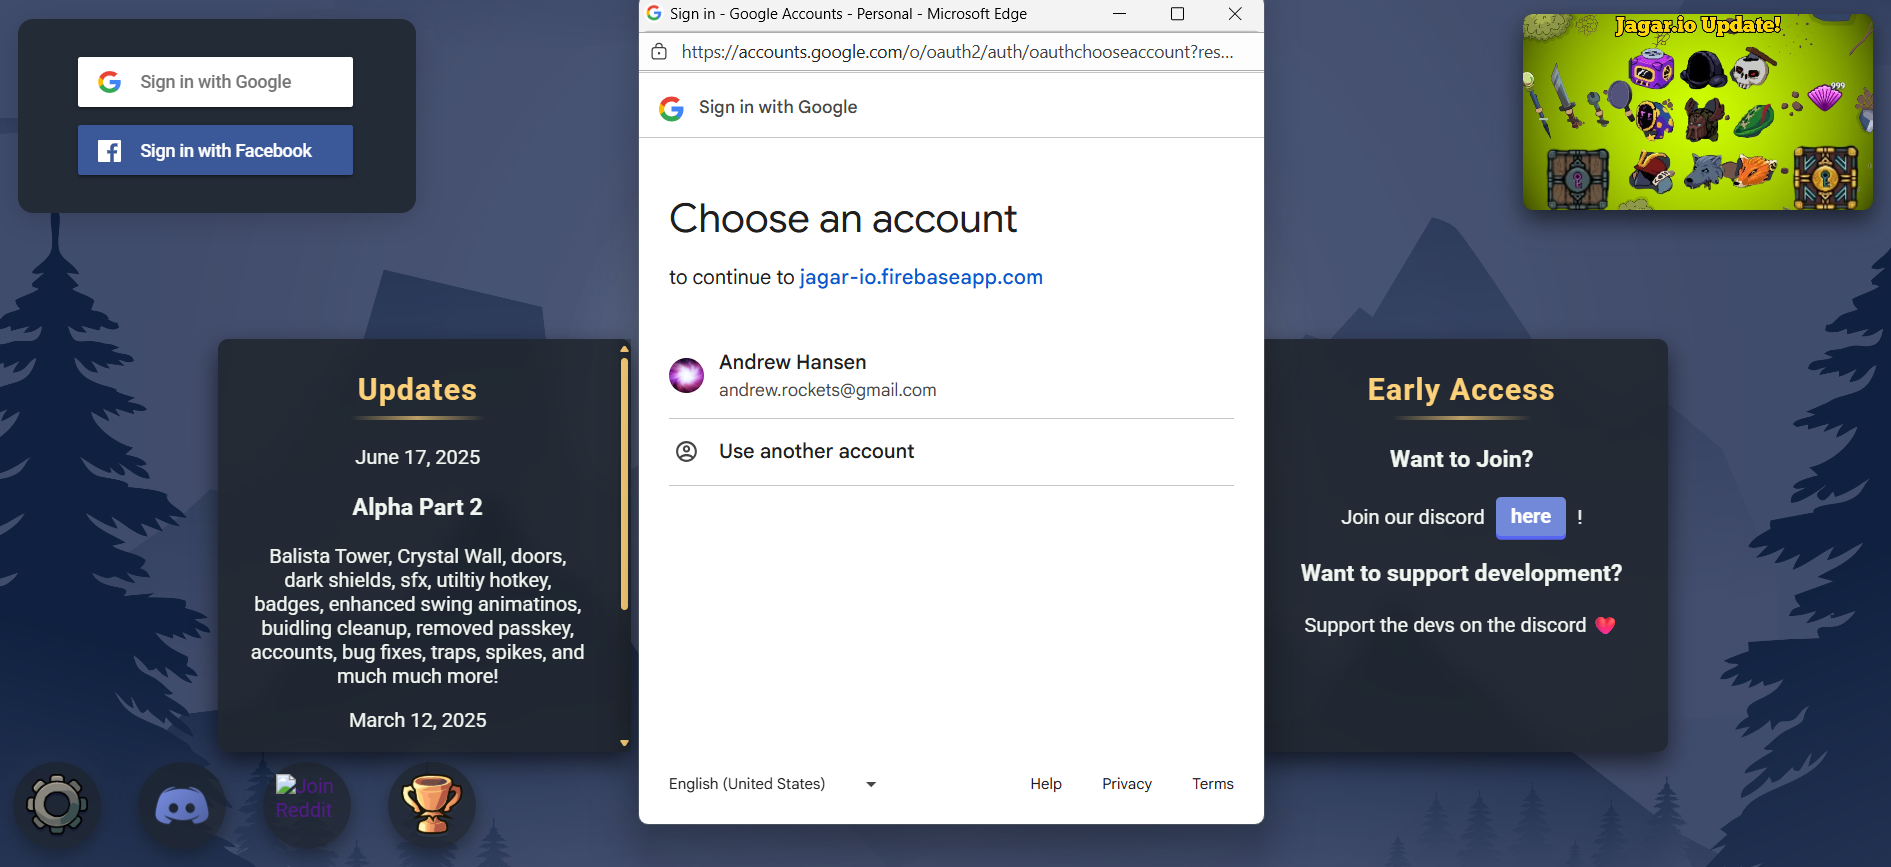 Sign in with Google
Sign in with Facebook
Sign in - Google Accounts - Personal - Microsoft Edge
https://accounts.google.com/o/oauth2/auth/oauthchooseaccount?res...
Sign in with Google
Choose an account
to continue to jagar-io.firebaseapp.com
Andrew Hansen
andrew.rockets@gmail.com
Use another account
English (United States)
Help
Privacy
Terms
Jagar.io Update!
999
Updates
June 17, 2025
Alpha Part 2
Balista Tower, Crystal Wall, doors,
dark shields, sfx, utiltiy hotkey,
badges, enhanced swing animatinos,
buidling cleanup, removed passkey,
accounts, bug fixes, traps, spikes, and
much much more!
March 12, 2025
Early Access
Want to Join?
Join our discord here !
Want to support development?
Support the devs on the discord
Join
Reddit